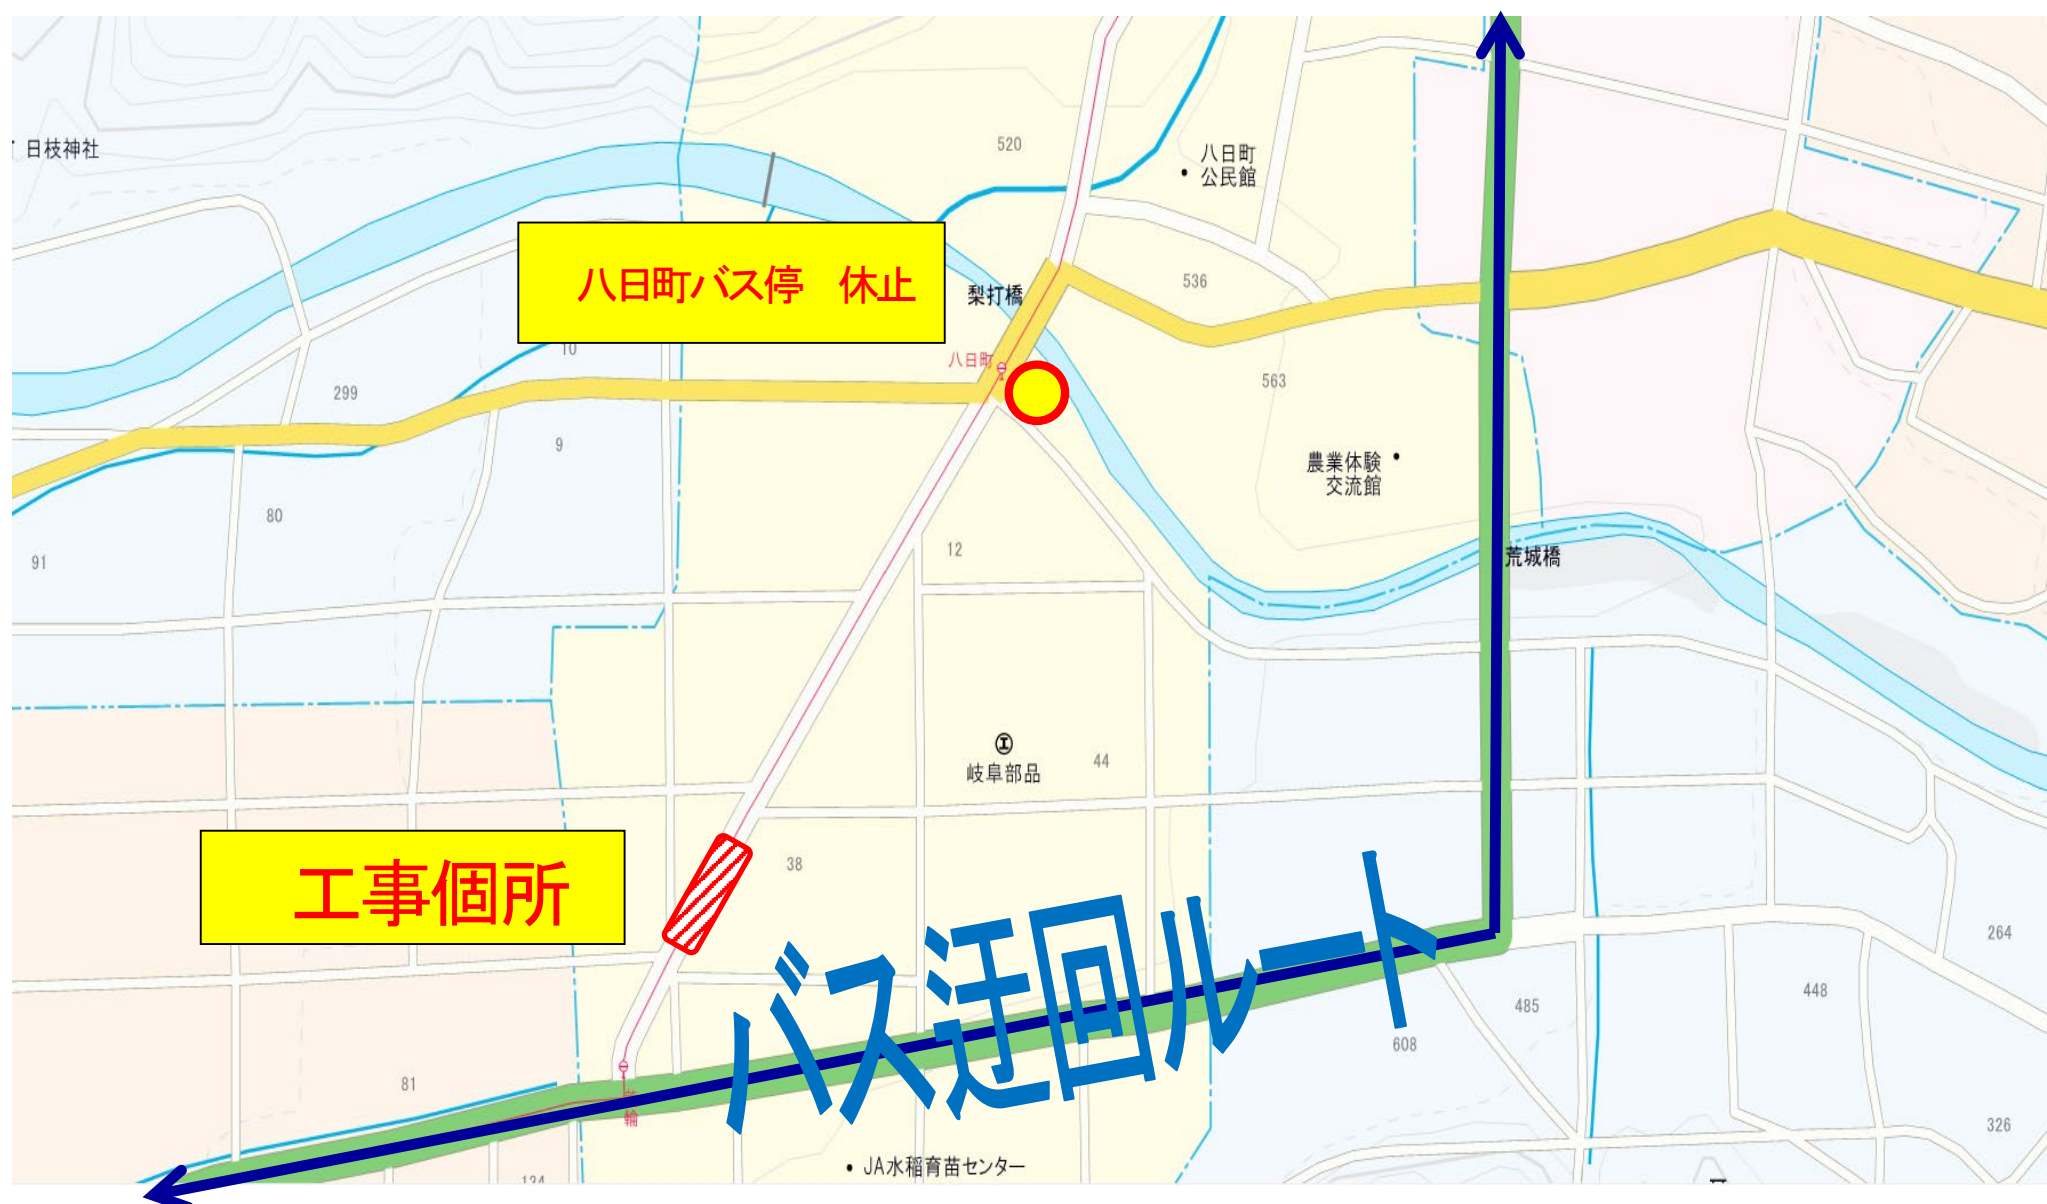 日枝神社
520
八日町
公民館
八日町バス停　休止
梨打橋
536
八日町
10
299
563
9
農業体験
交流館
80
91
12
荒城橋
岐阜部品
44
工事個所
38
バス迂回ルート
264
485
448
608
81
326
JA水稲育苗センター